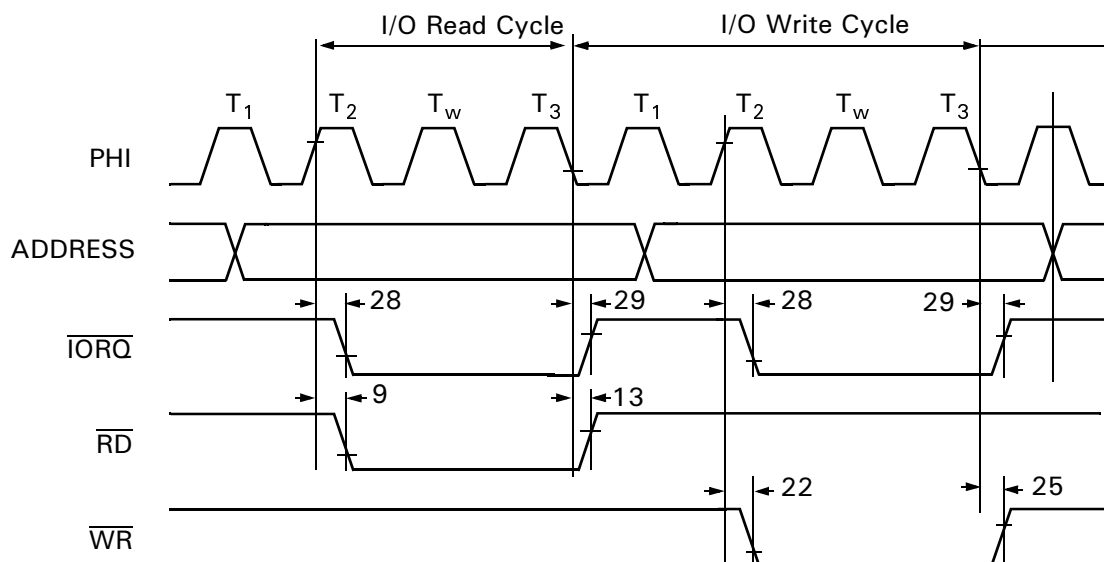 I/O Read Cycle I/O Write Cycle
T1 T2 Tw T3 T1 T2 Tw T3
PHI
ADDRESS
28 29 28 29
IORQ
9 13
RD
22 25
WR